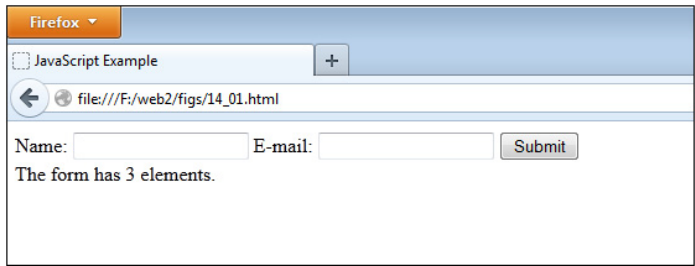 Firefox
JavaScript Example
file:///F:/web2/figs/14_01.html
Name: E-mail: Submit
The form has 3 elements.